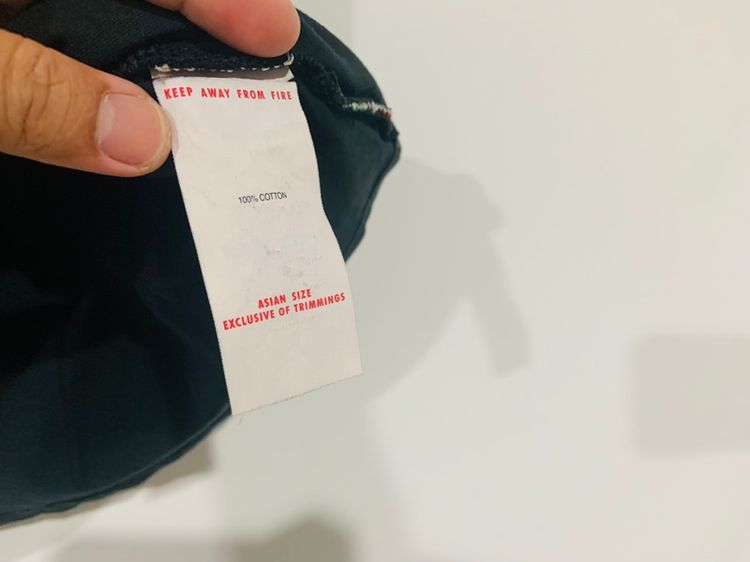 KEEP AWAY FROM FIRE
100% COTTON
ASIAN SIZE
EXCLUSIVE OF TRIMMINGS